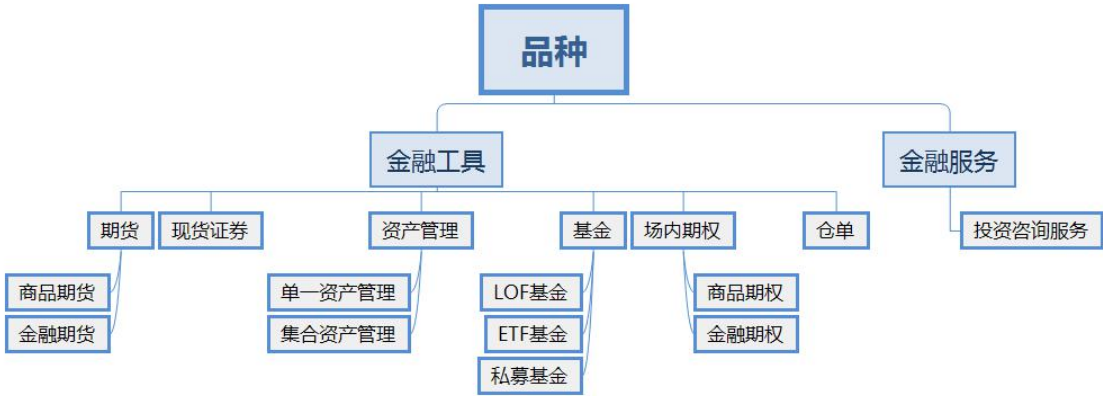 品种
金融工具
金融服务
期货
现货证券
资产管理
基金
场内期权
仓单
投资咨询服务
商品期货
单一资产管理
LOF基金
商品期权
金融期货
集合资产管理
ETF基金
金融期权
私募基金